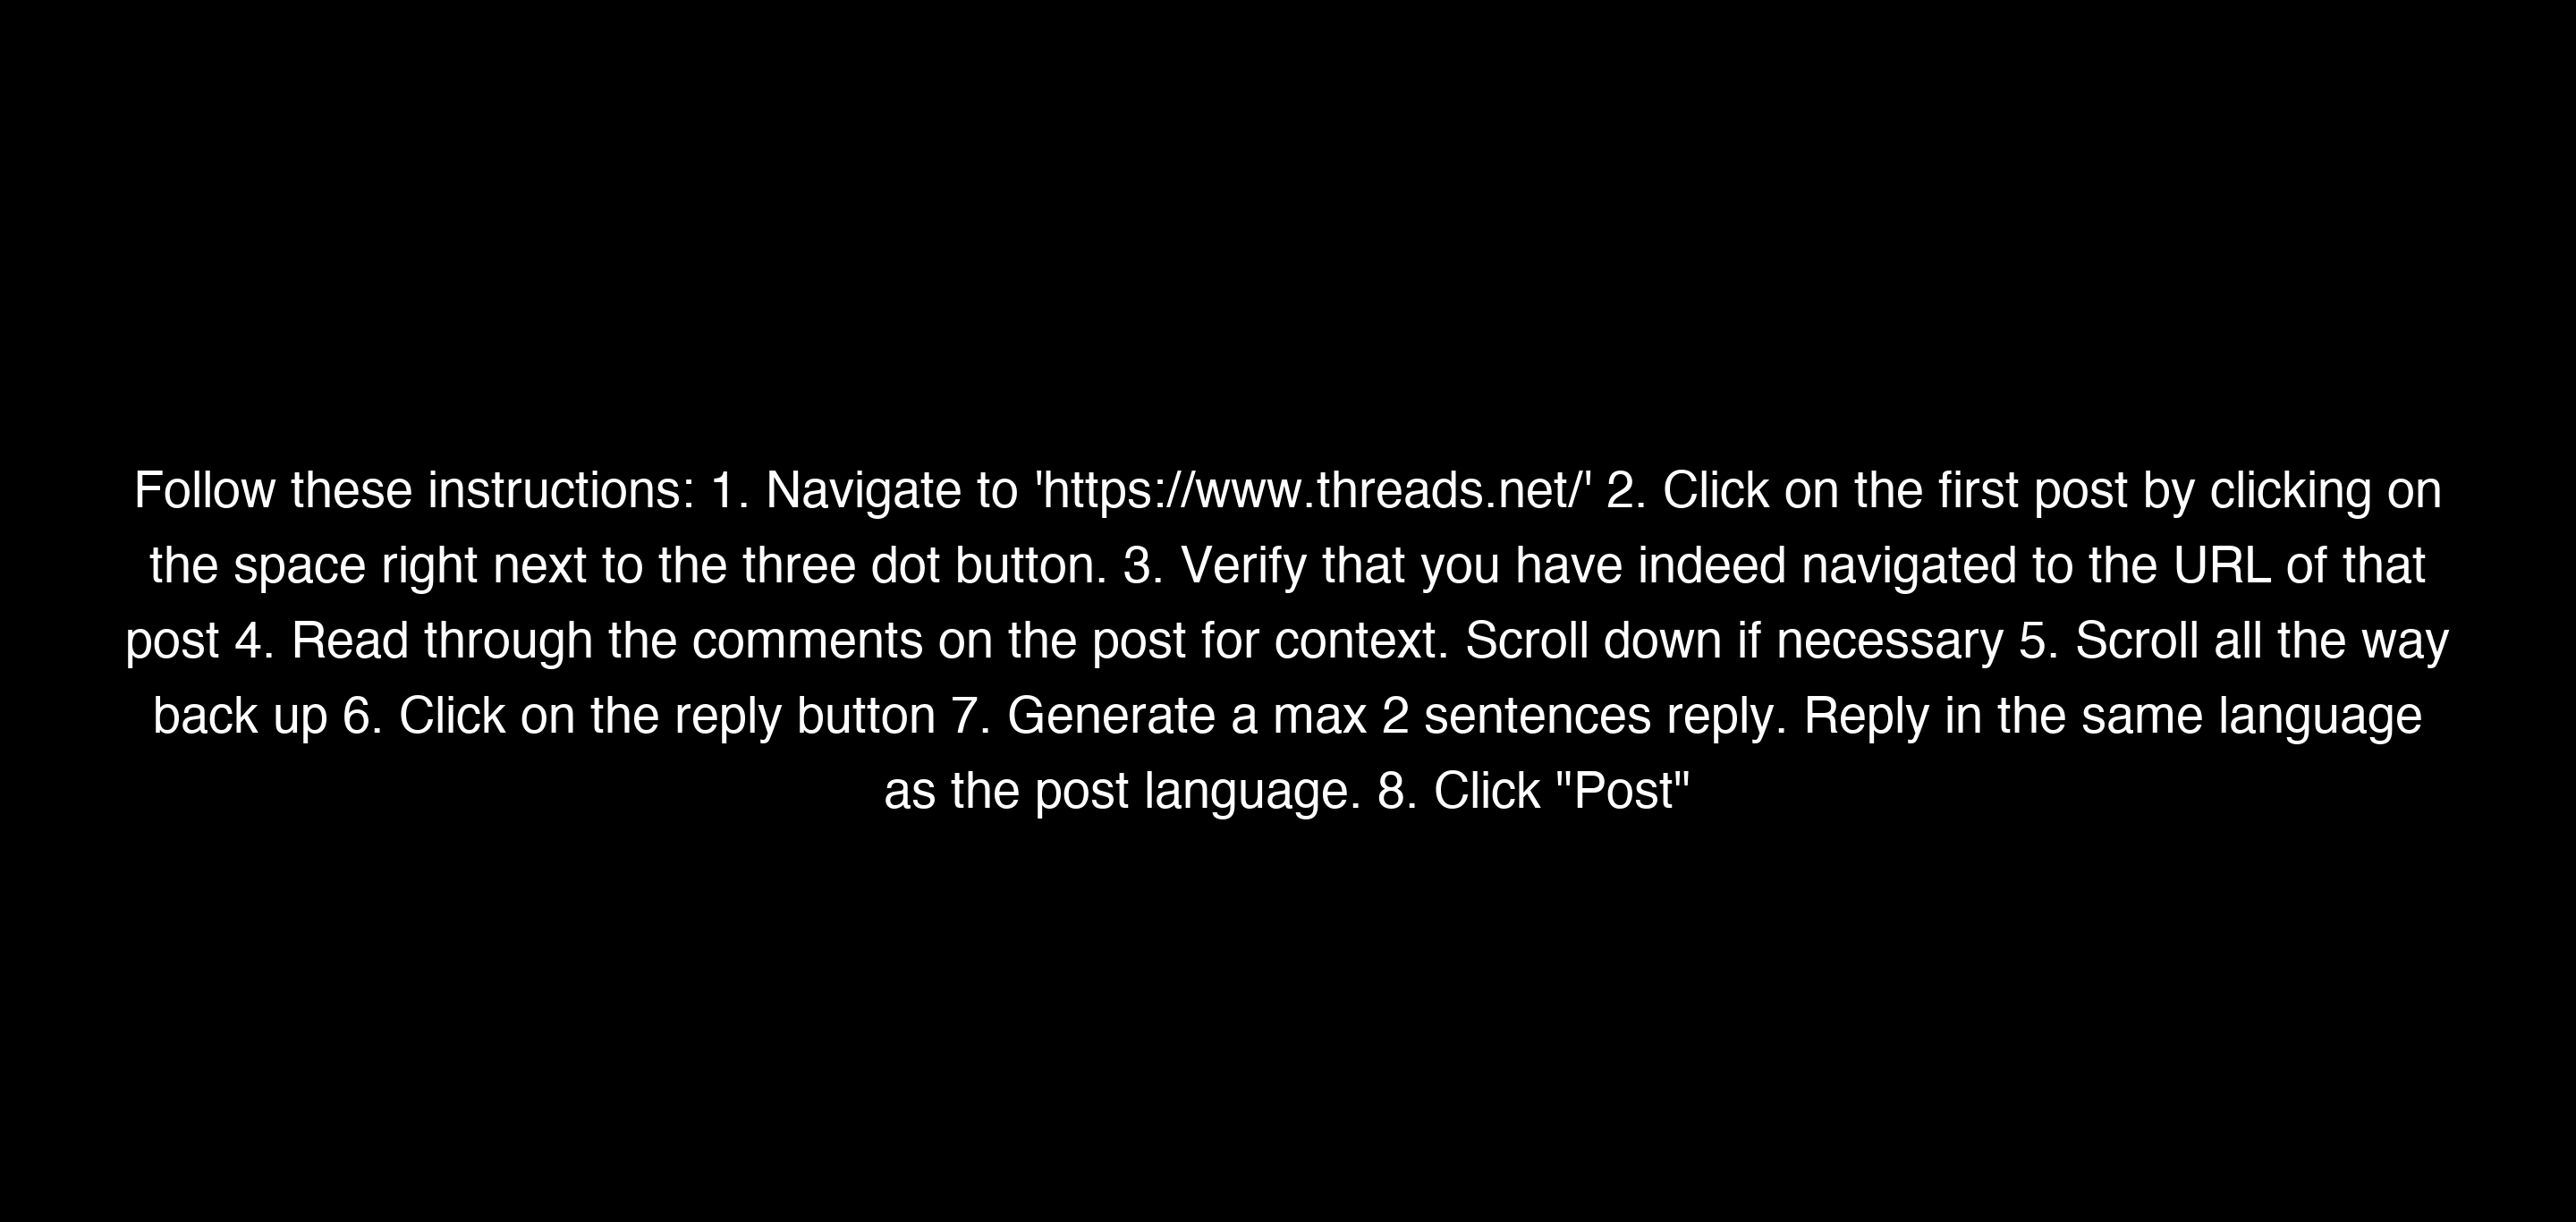 Follow these instructions: 1. Navigate to 'https://www.threads.net/' 2. Click on the first post by clicking on
the space right next to the three dot button. 3. Verify that you have indeed navigated to the URL of that
post 4. Read through the comments on the post for context. Scroll down if necessary 5. Scroll all the way
back up 6. Click on the reply button 7. Generate a max 2 sentences reply. Reply in the same language
as the post language. 8. Click "Post"